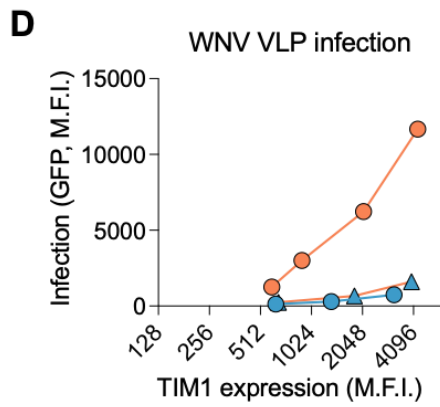 D
WNV VLP infection
Infection (GFP, M.F.I.)
15000
10000
5000
0
128
256
512
1024
2048
4096
TIM1 expression (M.F.I.)